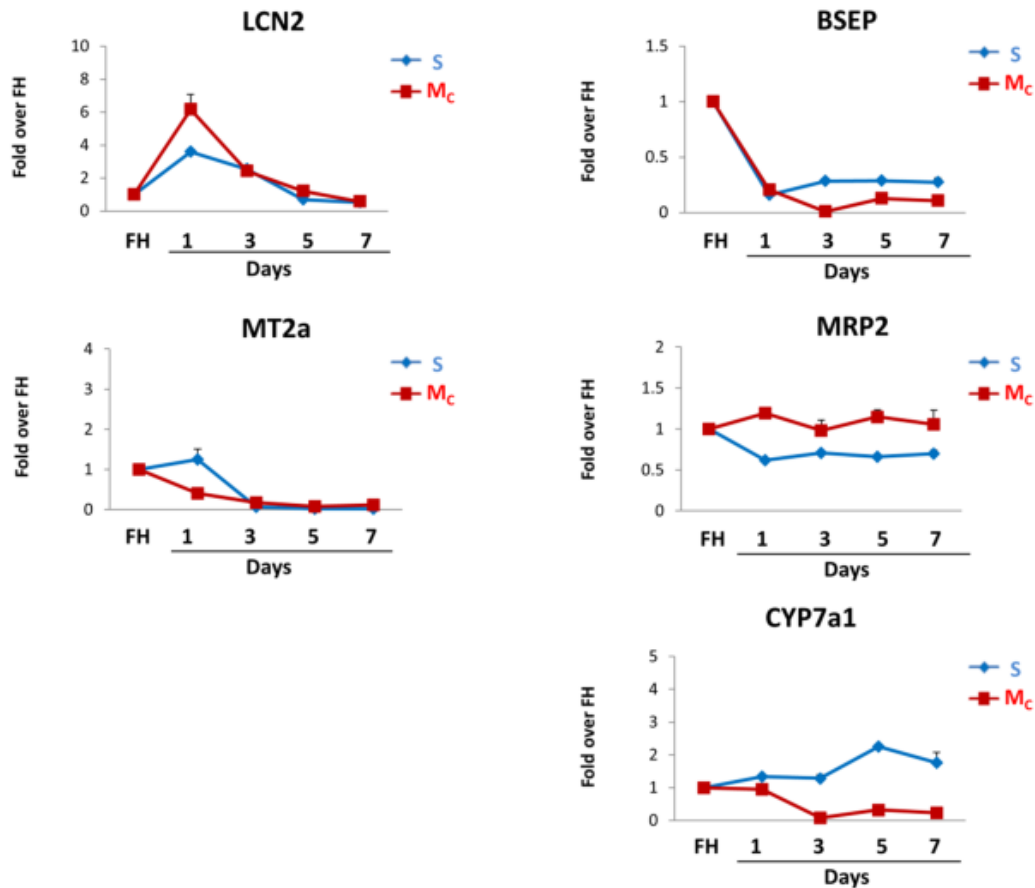 LCN2
10
8
6
4
2
0
Fold over FH
FH 1 3 5 7
Days
S
Mc
BSEP
1.5
1
0.5
0
Fold over FH
FH 1 3 5 7
Days
S
Mc
MT2a
4
3
2
1
0
Fold over FH
FH 1 3 5 7
Days
S
Mc
MRP2
2
1.5
1
0.5
0
Fold over FH
FH 1 3 5 7
Days
S
Mc
CYP7a1
5
4
3
2
1
0
Fold over FH
FH 1 3 5 7
Days
S
Mc